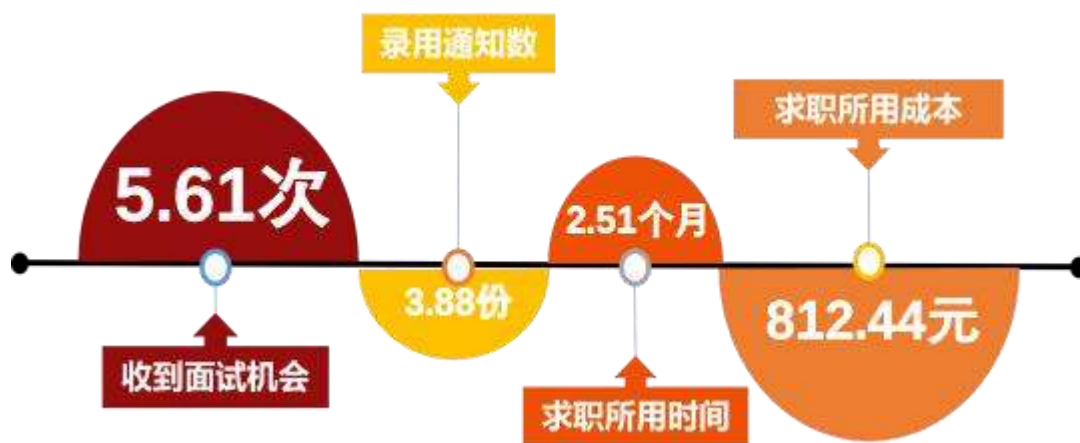 录用通知数
求职所用成本
5.61次
2.51个月
3.88份
812.44元
收到面试机会
求职所用时间